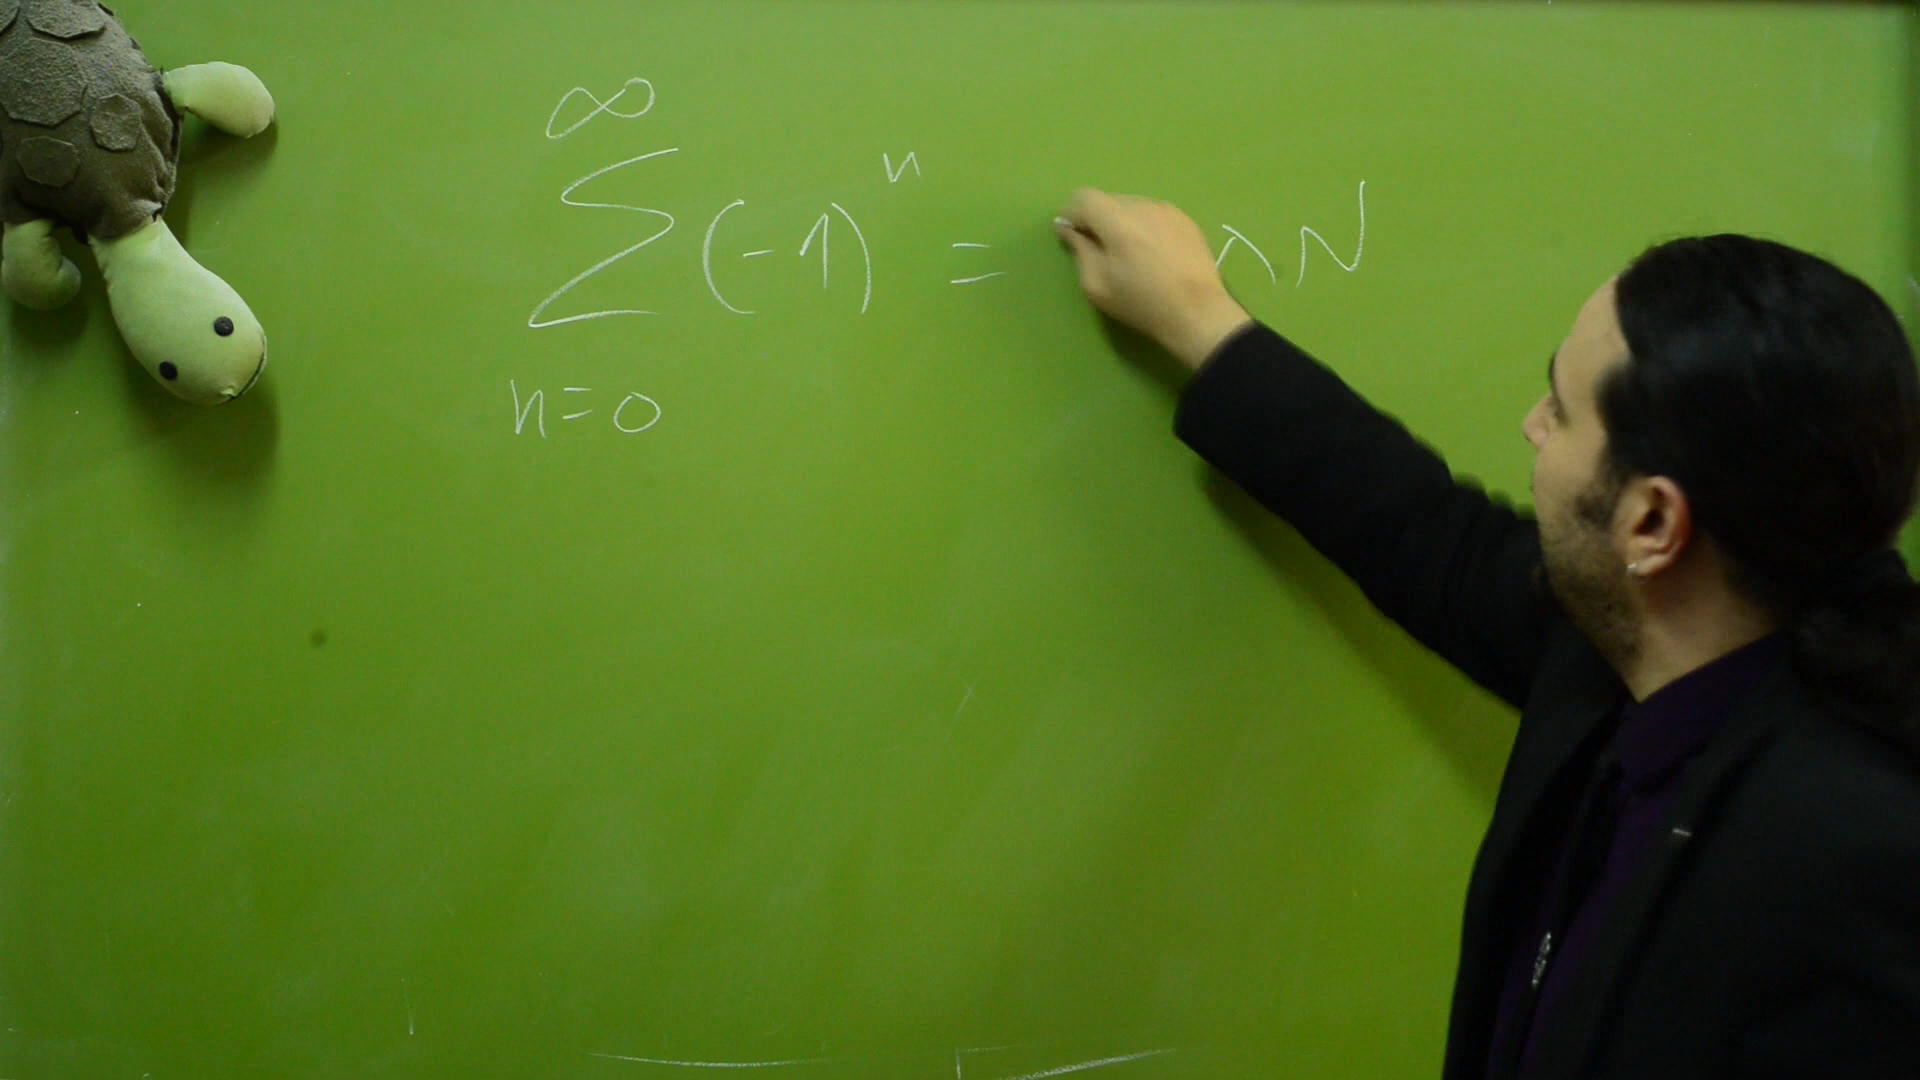 ∞
∑ (-1)ⁿ =
n=0